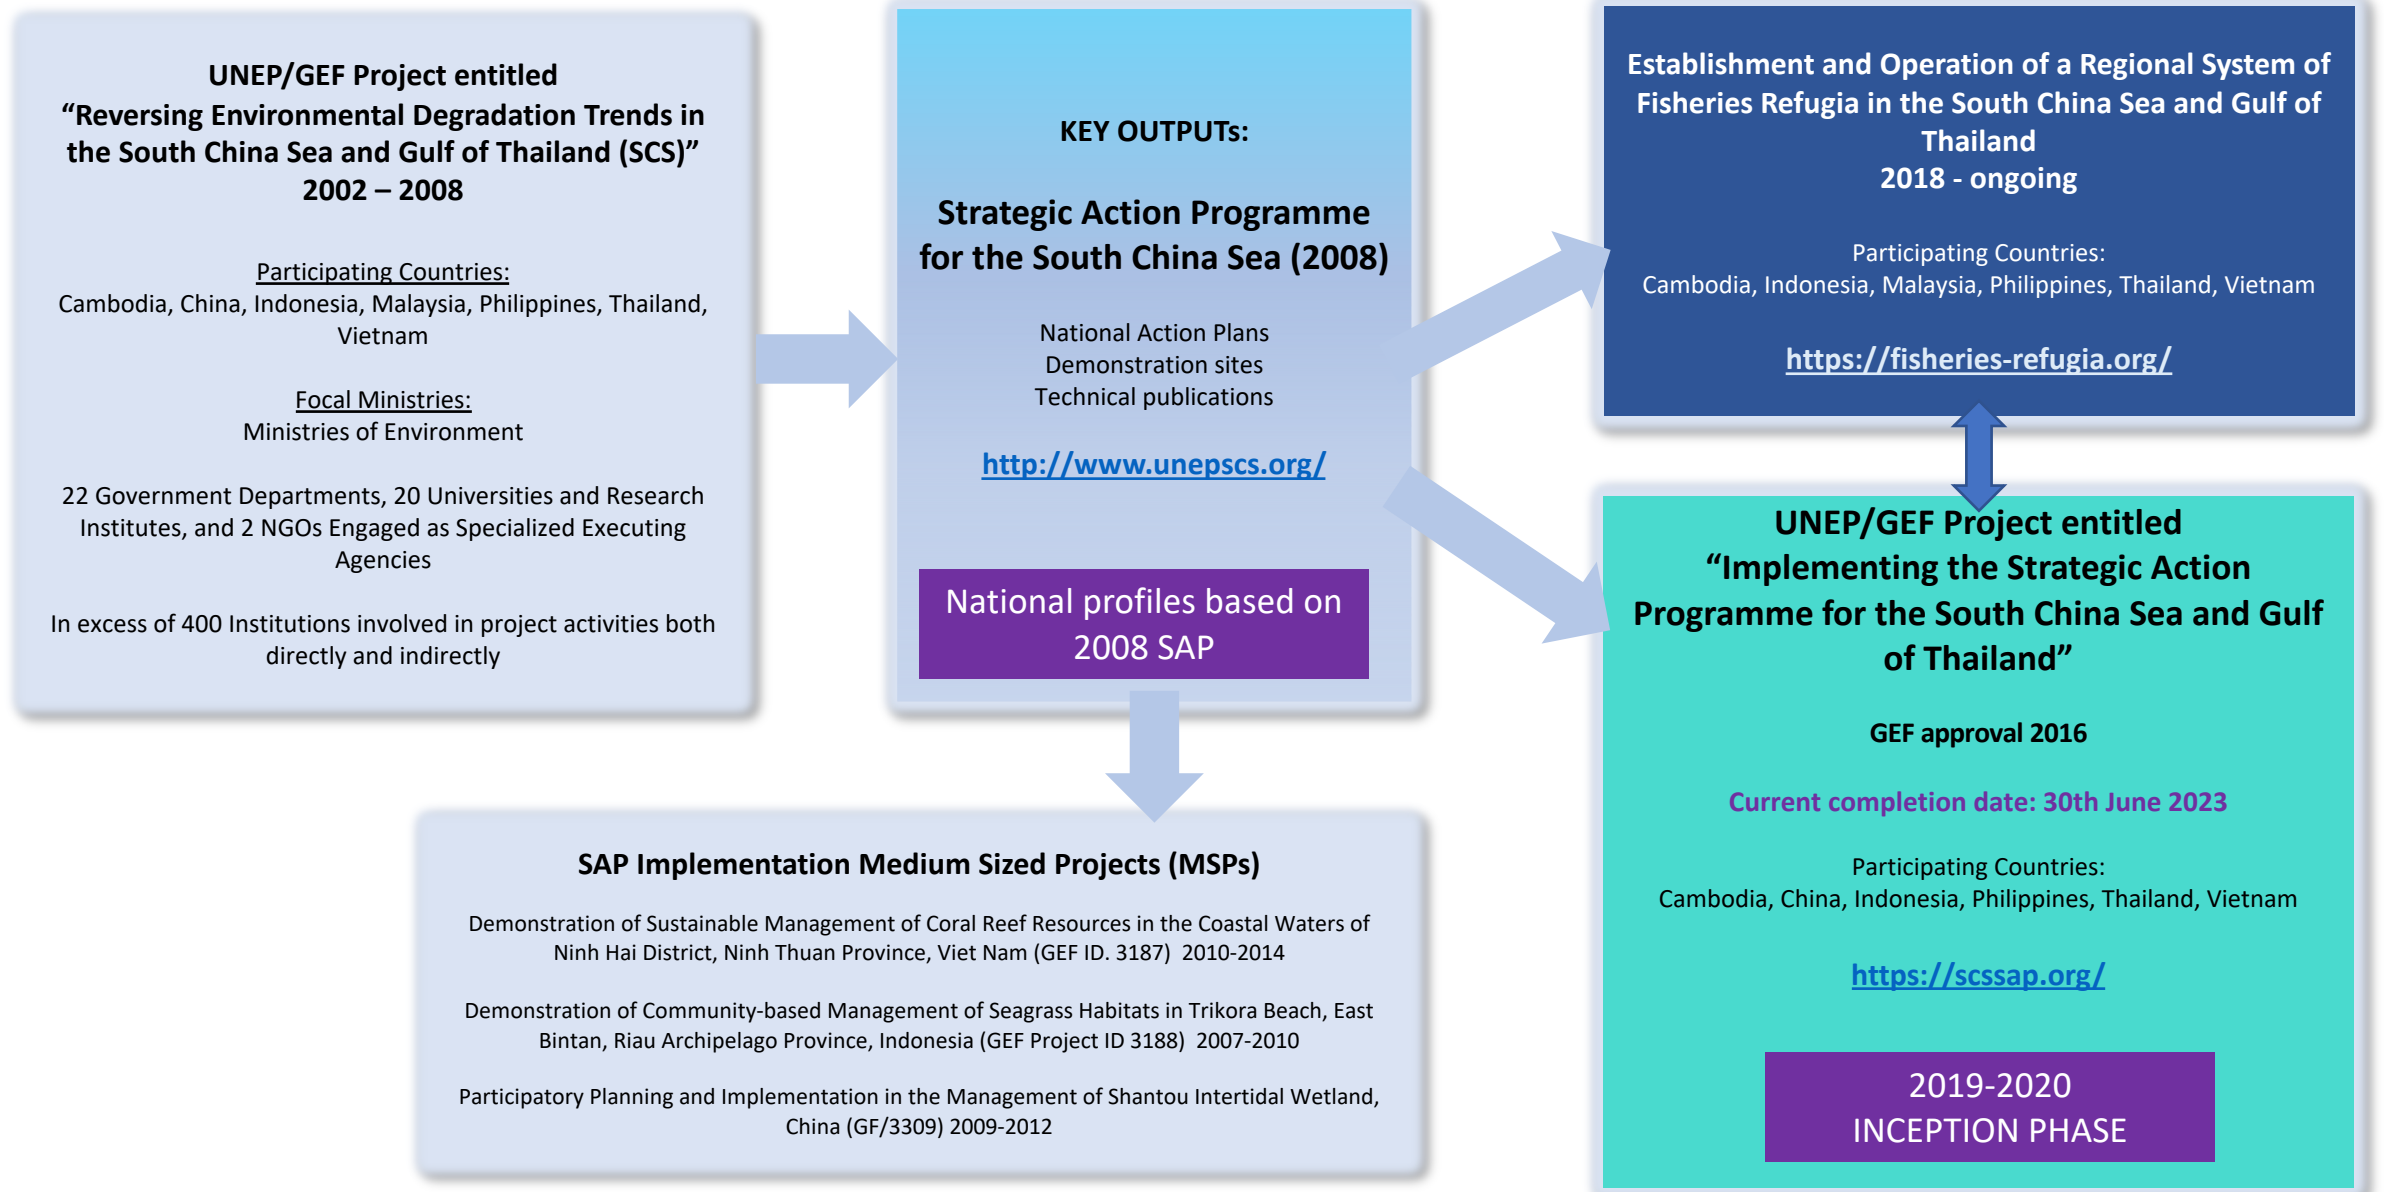 UNEP/GEF Project entitled
“Reversing Environmental Degradation Trends in
the South China Sea and Gulf of Thailand (SCS)”
2002 – 2008
Participating Countries:
Cambodia, China, Indonesia, Malaysia, Philippines, Thailand,
Vietnam
Focal Ministries:
Ministries of Environment
22 Government Departments, 20 Universities and Research
Institutes, and 2 NGOs Engaged as Specialized Executing
Agencies
In excess of 400 Institutions involved in project activities both
directly and indirectly
KEY OUTPUTs:
Strategic Action Programme
for the South China Sea (2008)
National Action Plans
Demonstration sites
Technical publications
http://www.unepscs.org/
National profiles based on
2008 SAP
Establishment and Operation of a Regional System of
Fisheries Refugia in the South China Sea and Gulf of
Thailand
2018 - ongoing
Participating Countries:
Cambodia, Indonesia, Malaysia, Philippines, Thailand, Vietnam
https://fisheries-refugia.org/
UNEP/GEF Project entitled
“Implementing the Strategic Action
Programme for the South China Sea and Gulf
of Thailand”
GEF approval 2016
Current completion date: 30th June 2023
Participating Countries:
Cambodia, China, Indonesia, Philippines, Thailand, Vietnam
https://scssap.org/
2019-2020
INCEPTION PHASE
SAP Implementation Medium Sized Projects (MSPs)
Demonstration of Sustainable Management of Coral Reef Resources in the Coastal Waters of
Ninh Hai District, Ninh Thuan Province, Viet Nam (GEF ID. 3187)  2010-2014
Demonstration of Community-based Management of Seagrass Habitats in Trikora Beach, East
Bintan, Riau Archipelago Province, Indonesia (GEF Project ID 3188)  2007-2010
Participatory Planning and Implementation in the Management of Shantou Intertidal Wetland,
China (GF/3309) 2009-2012